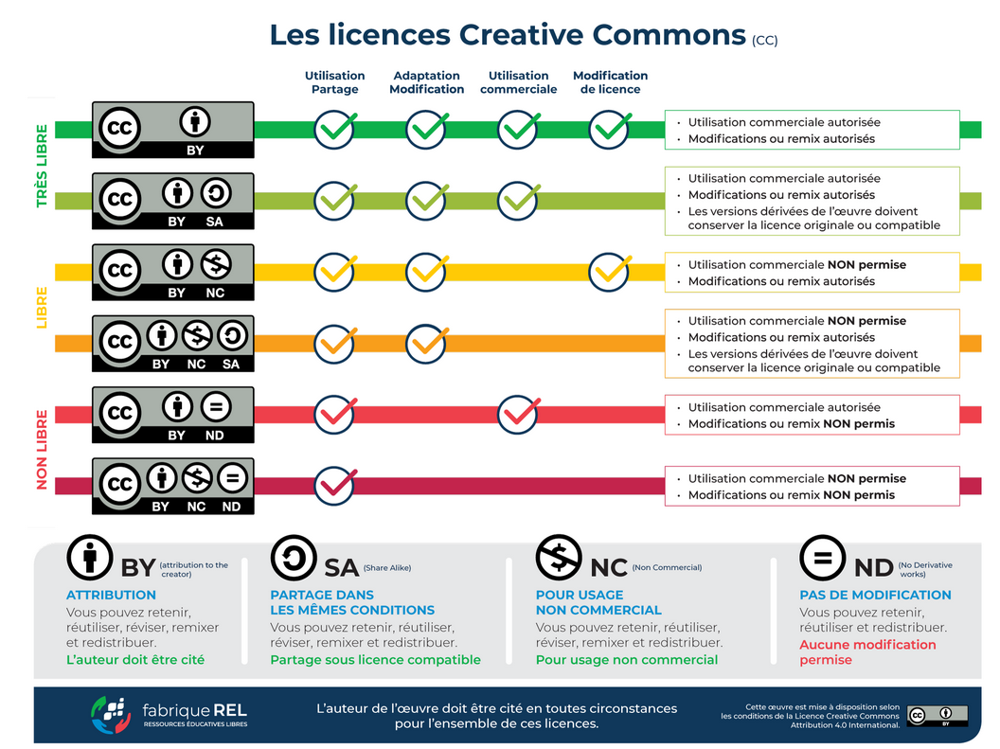 Les licences Creative Commons (CC)
Utilisation
Partage
Adaptation
Modification
Utilisation
commerciale
Modification
de licence
TRÈS LIBRE
CC
BY
• Utilisation commerciale autorisée
• Modifications ou remix autorisés
CC
BY SA
• Utilisation commerciale autorisée
• Modifications ou remix autorisés
• Les versions dérivées de l'œuvre doivent
conserver la licence originale ou compatible
LIBRE
CC
BY NC
• Utilisation commerciale NON permise
• Modifications ou remix autorisés
CC
BY NC SA
• Utilisation commerciale NON permise
• Modifications ou remix autorisés
• Les versions dérivées de l'œuvre doivent
conserver la licence originale ou compatible
NON LIBRE
CC
BY ND
• Utilisation commerciale autorisée
• Modifications ou remix NON permis
CC
BY NC ND
• Utilisation commerciale NON permise
• Modifications ou remix NON permis
BY (attribution to the
creator)
ATTRIBUTION
Vous pouvez retenir,
réutiliser, réviser, remixer
et redistribuer.
L'auteur doit être cité
SA (Share Alike)
PARTAGE DANS
LES MÊMES CONDITIONS
Vous pouvez retenir, réutiliser,
réviser, remixer et redistribuer.
Partage sous licence compatible
NC (Non Commercial)
POUR USAGE
NON COMMERCIAL
Vous pouvez retenir, réutiliser,
réviser, remixer et redistribuer.
Pour usage non commercial
ND (No Derivative
works)
PAS DE MODIFICATION
Vous pouvez retenir,
réutiliser et redistribuer.
Aucune modification
permise
fabrique REL
RESSOURCES ÉDUCATIVES LIBRES
L'auteur de l'œuvre doit être cité en toutes circonstances
pour l'ensemble de ces licences.
Cette œuvre est mise à disposition selon
les conditions de la Licence Creative Commons
Attribution 4.0 International.
CC
BY